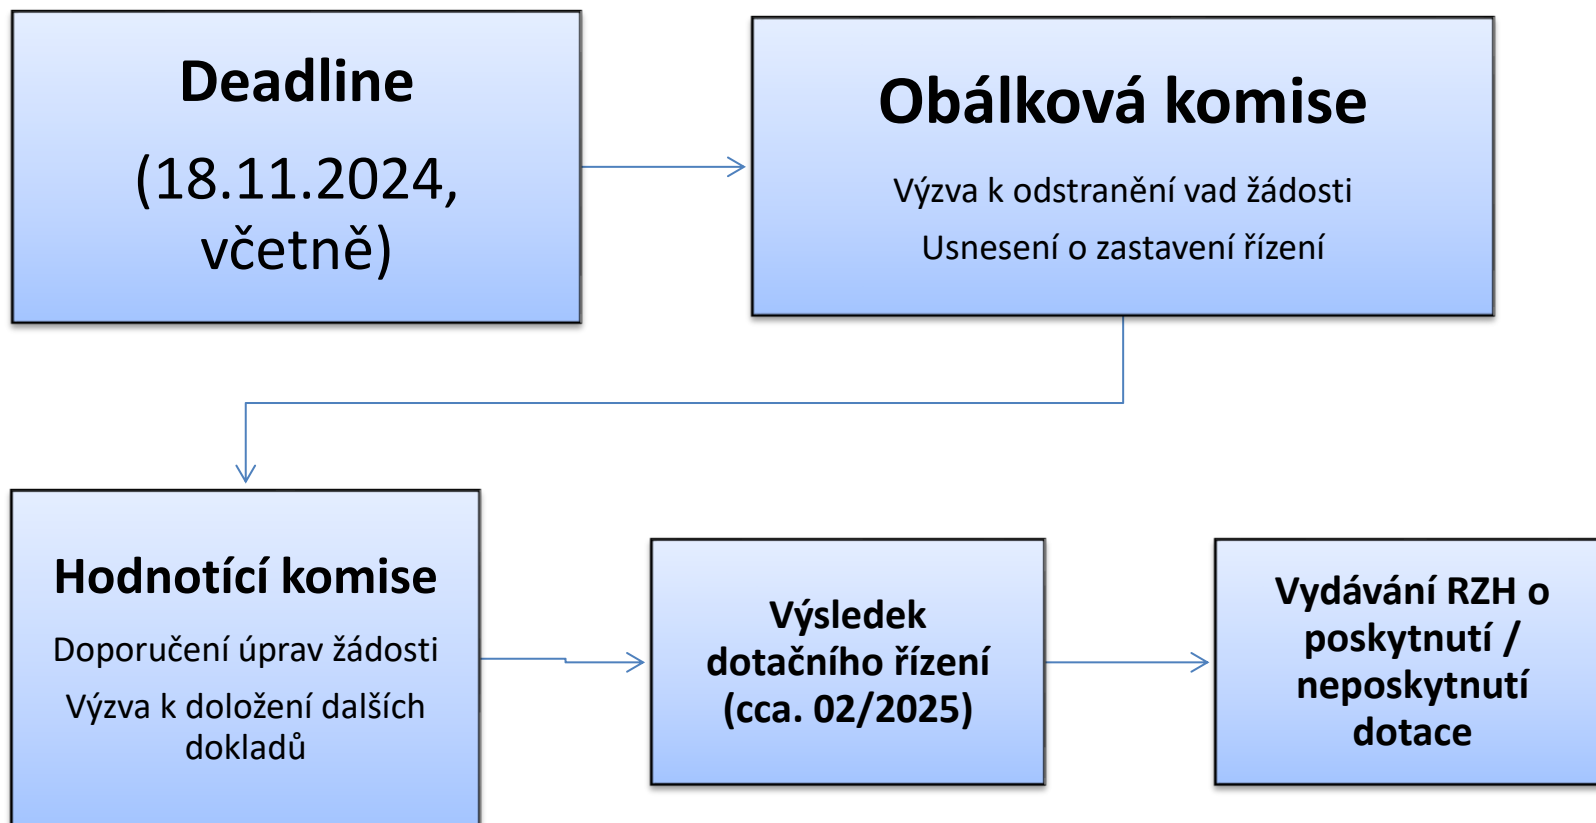 Deadline
(18.11.2024,
včetně)
Obálková komise
Výzva k odstranění vad žádosti
Usnesení o zastavení řízení
Hodnotící komise
Doporučení úprav žádosti
Výzva k doložení dalších
dokladů
Výsledek
dotačního řízení
(cca. 02/2025)
Vydávání RZH o
poskytnutí /
neposkytnutí
dotace